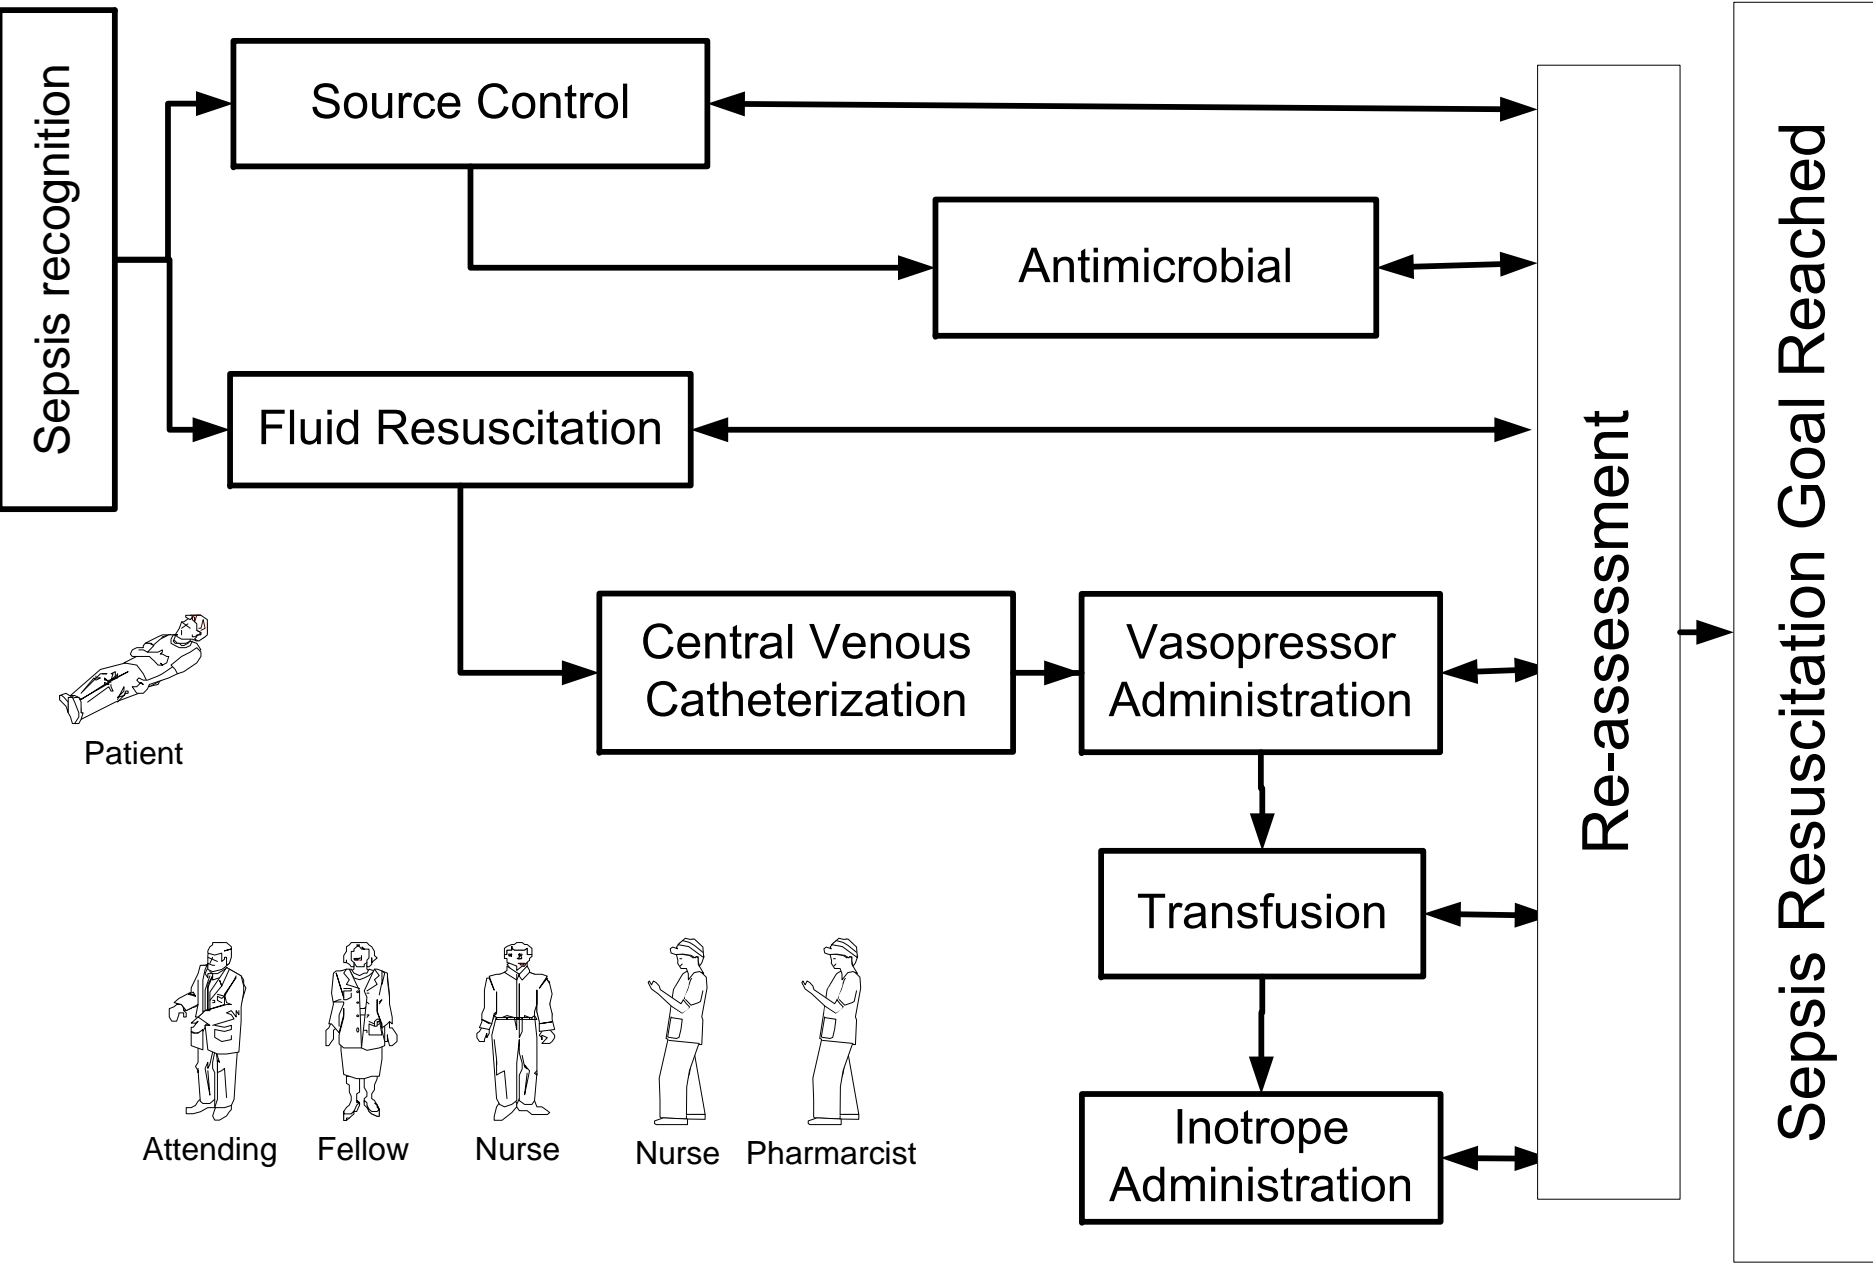 Sepsis recognition
Source Control
Antimicrobial
Fluid Resuscitation
Central Venous
Catheterization
Vasopressor
Administration
Transfusion
Inotrope
Administration
Re-assessment
Sepsis Resuscitation Goal Reached
Patient
Attending
Fellow
Nurse
Nurse
Pharmarcist